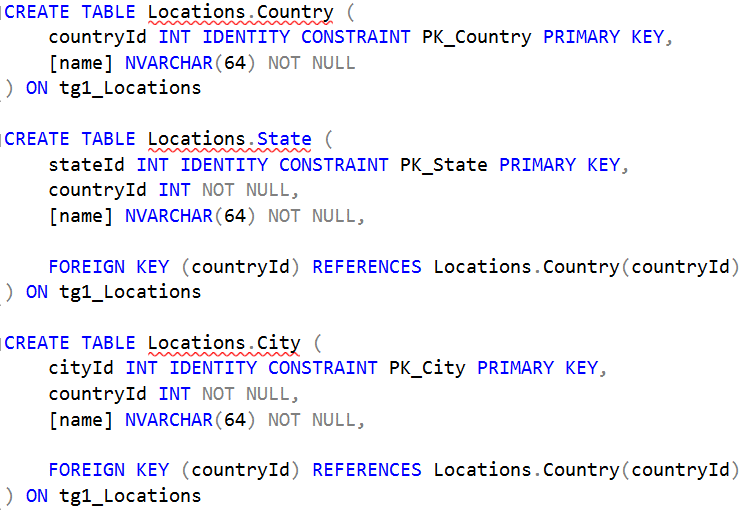 CREATE TABLE Locations.Country (
    countryId INT IDENTITY CONSTRAINT PK_Country PRIMARY KEY,
    [name] NVARCHAR(64) NOT NULL
) ON tg1_Locations

CREATE TABLE Locations.State (
    stateId INT IDENTITY CONSTRAINT PK_State PRIMARY KEY,
    countryId INT NOT NULL,
    [name] NVARCHAR(64) NOT NULL,

    FOREIGN KEY (countryId) REFERENCES Locations.Country(countryId)
) ON tg1_Locations

CREATE TABLE Locations.City (
    cityId INT IDENTITY CONSTRAINT PK_City PRIMARY KEY,
    countryId INT NOT NULL,
    [name] NVARCHAR(64) NOT NULL,

    FOREIGN KEY (countryId) REFERENCES Locations.Country(countryId)
) ON tg1_Locations